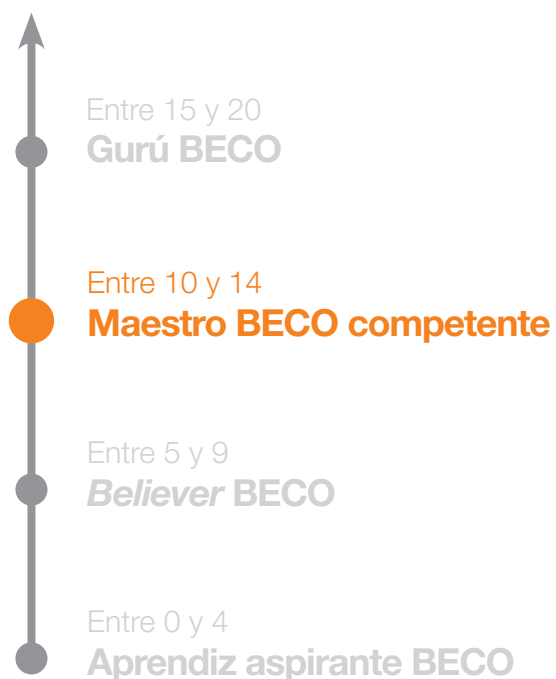 Entre 15 y 20
Gurú BECO
Entre 10 y 14
Maestro BECO competente
Entre 5 y 9
Believer BECO
Entre 0 y 4
Aprendiz aspirante BECO